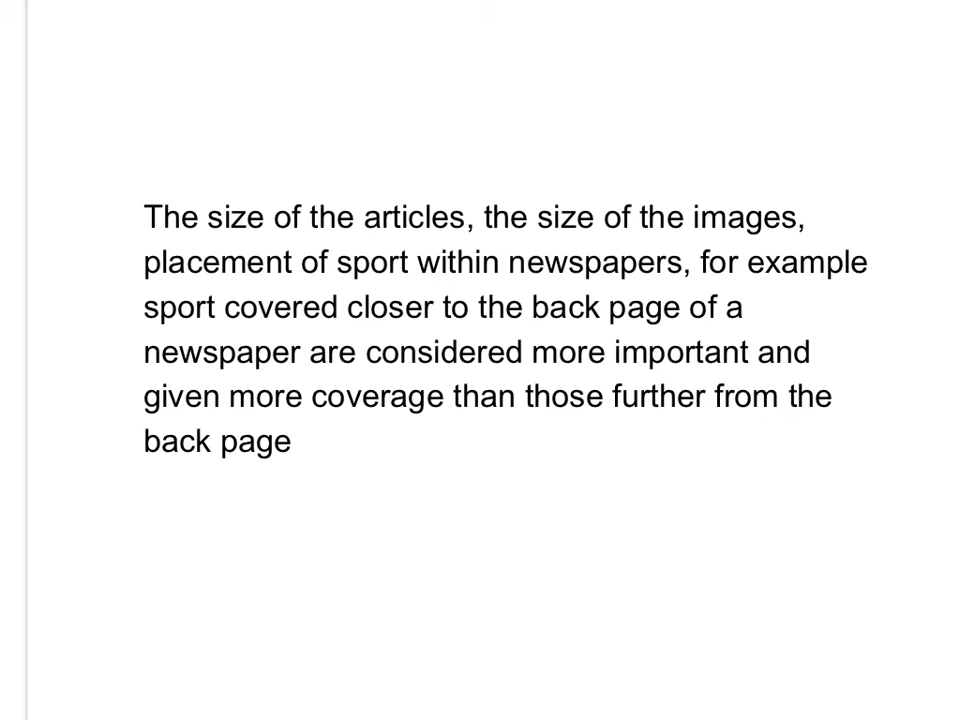 The size of the articles, the size of the images,
placement of sport within newspapers, for example
sport covered closer to the back page of a
newspaper are considered more important and
given more coverage than those further from the
back page